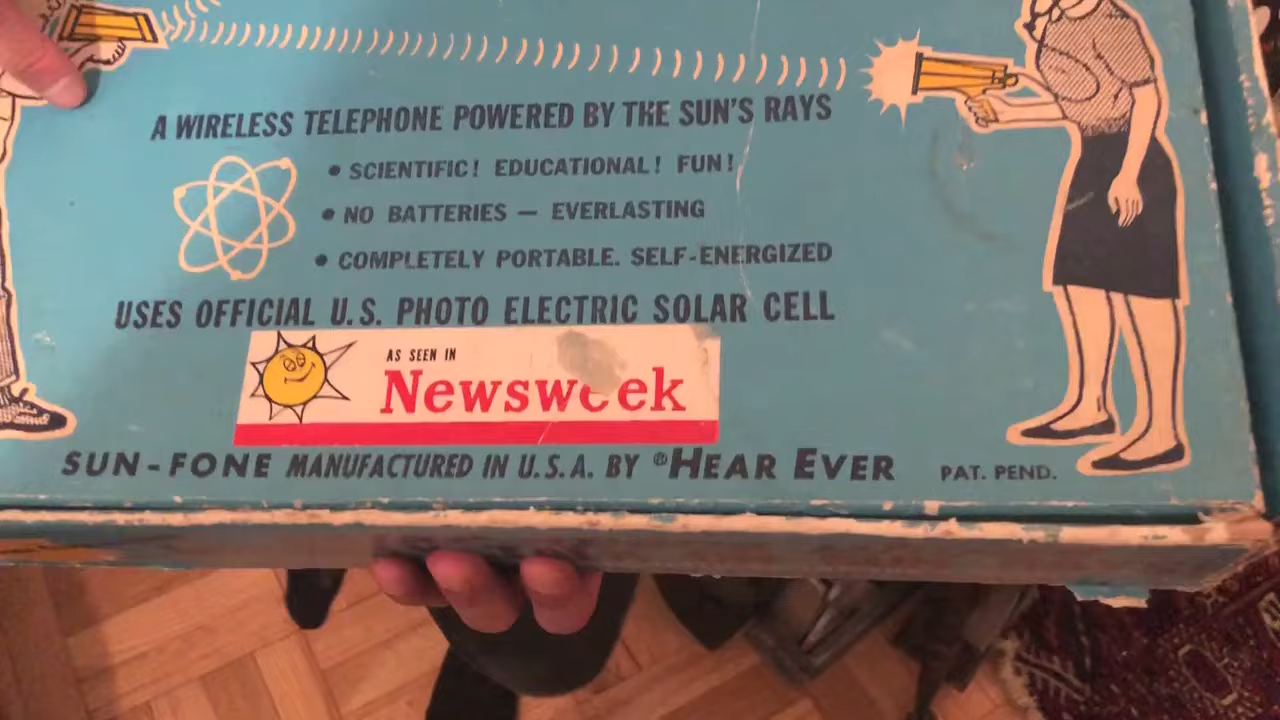 A WIRELESS TELEPHONE POWERED BY THE SUN'S RAYS
• SCIENTIFIC! EDUCATIONAL! FUN!
• NO BATTERIES — EVERLASTING
• COMPLETELY PORTABLE. SELF-ENERGIZED
USES OFFICIAL U.S. PHOTO ELECTRIC SOLAR CELL
AS SEEN IN
Newsweek
SUN-FONE MANUFACTURED IN U.S.A. BY ®HEAR EVER PAT. PEND.